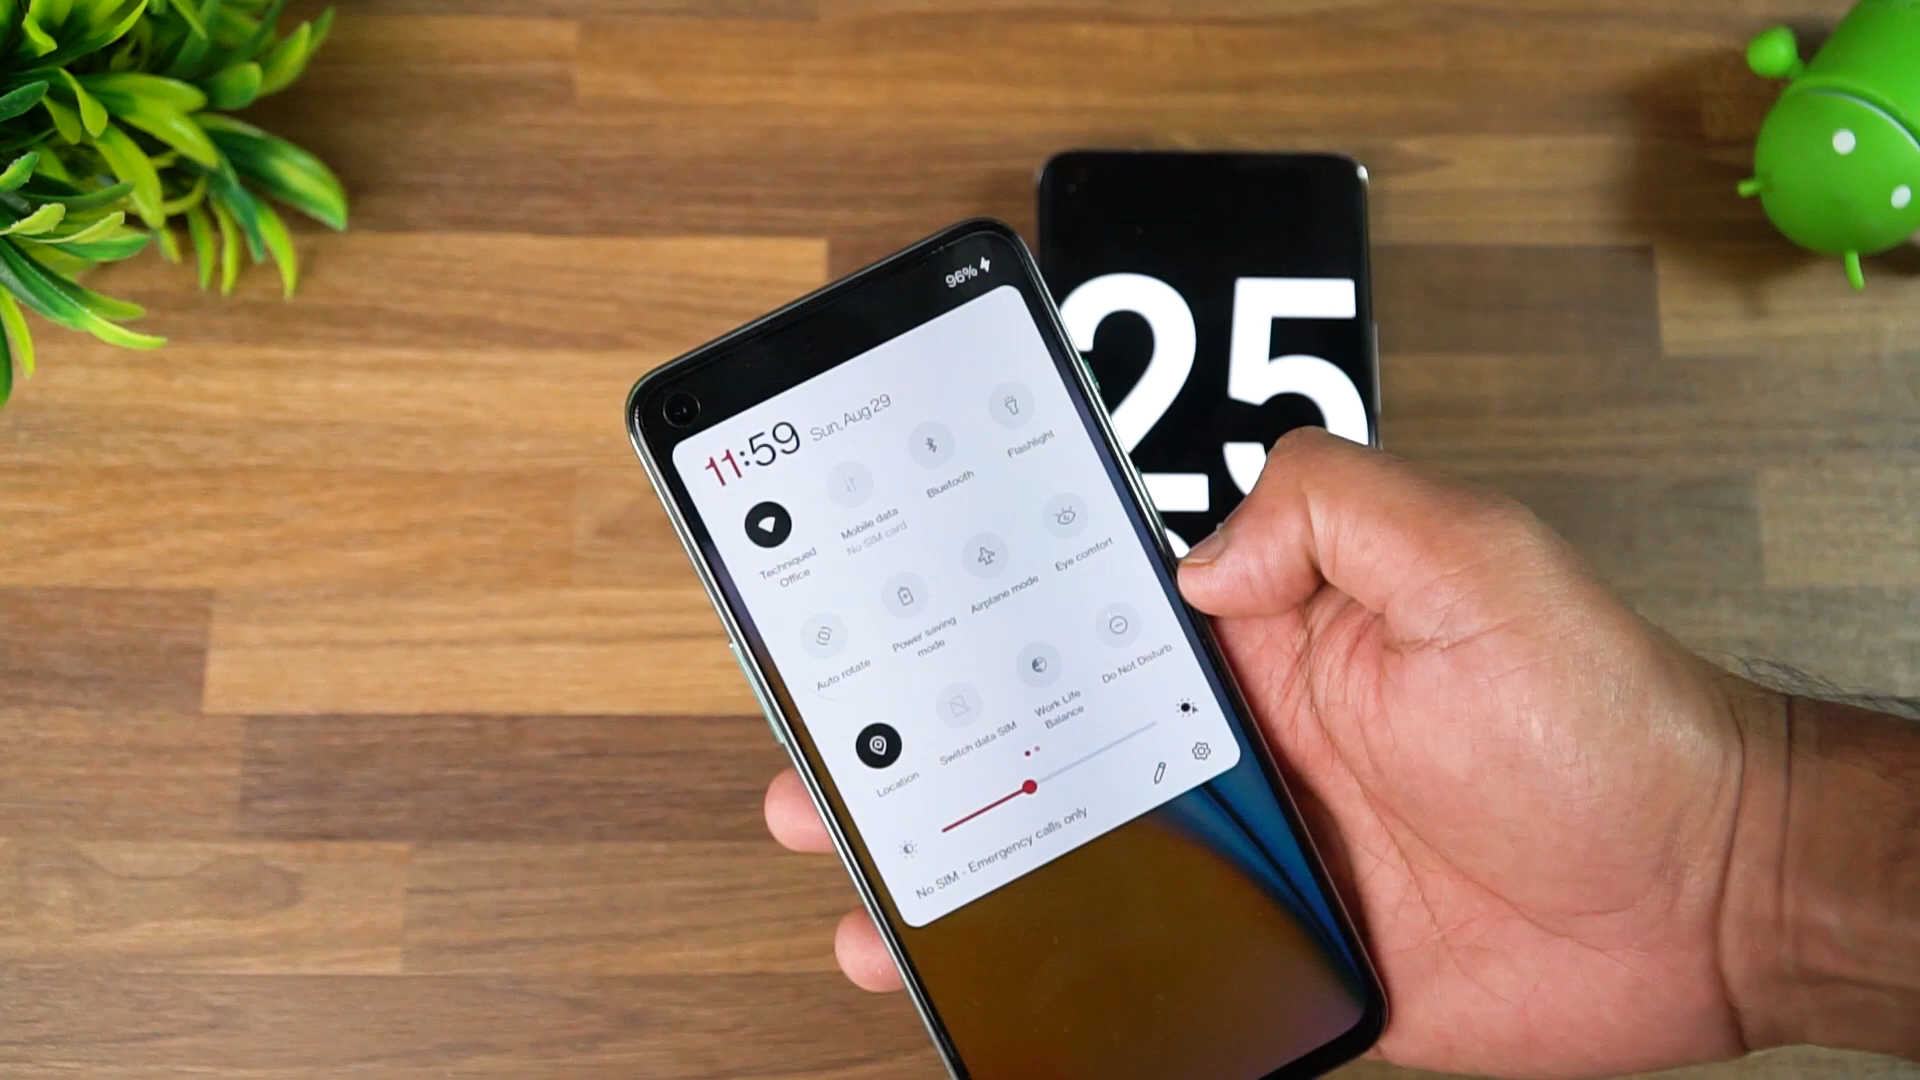 96%
25
11:59 Sun, Aug 29
Techniqued
Office
Mobile data
No SIM card
Bluetooth
Flashlight
Auto rotate
Power saving
mode
Airplane mode
Eye comfort
Location
Switch data SIM
Work Life
Balance
Do Not Disturb
No SIM - Emergency calls only